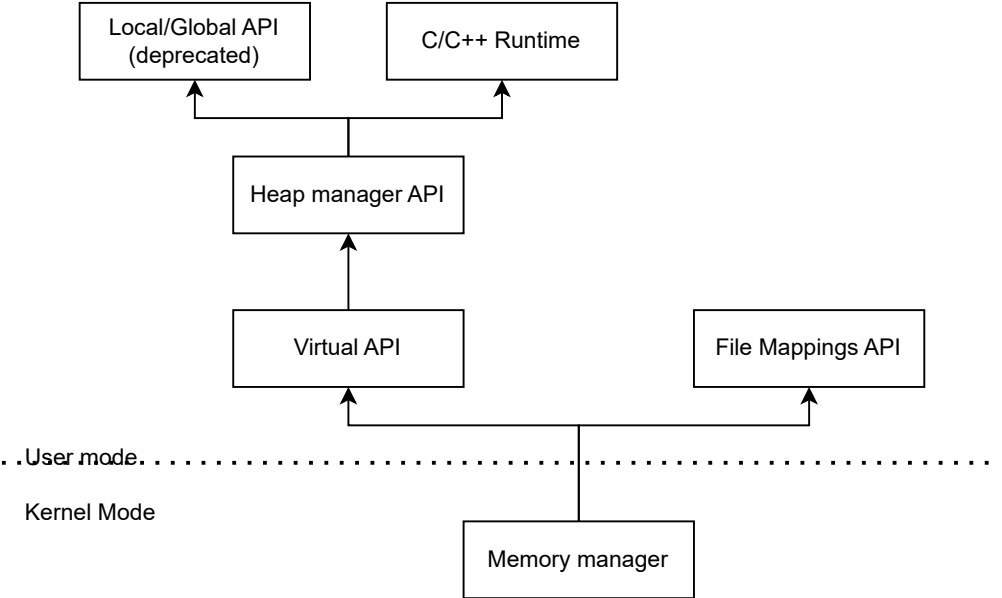 Local/Global API
(deprecated)
C/C++ Runtime
Heap manager API
Virtual API
File Mappings API
User mode
Kernel Mode
Memory manager